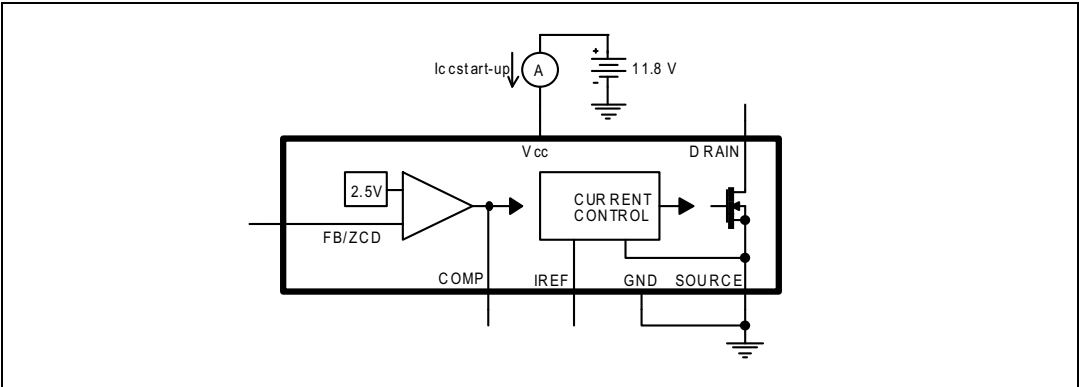 Iccstart-up
A
+
-
11.8 V
Vcc
DRAIN
2.5V
CURRENT
CONTROL
FB/ZCD
COMP
IREF
GND
SOURCE